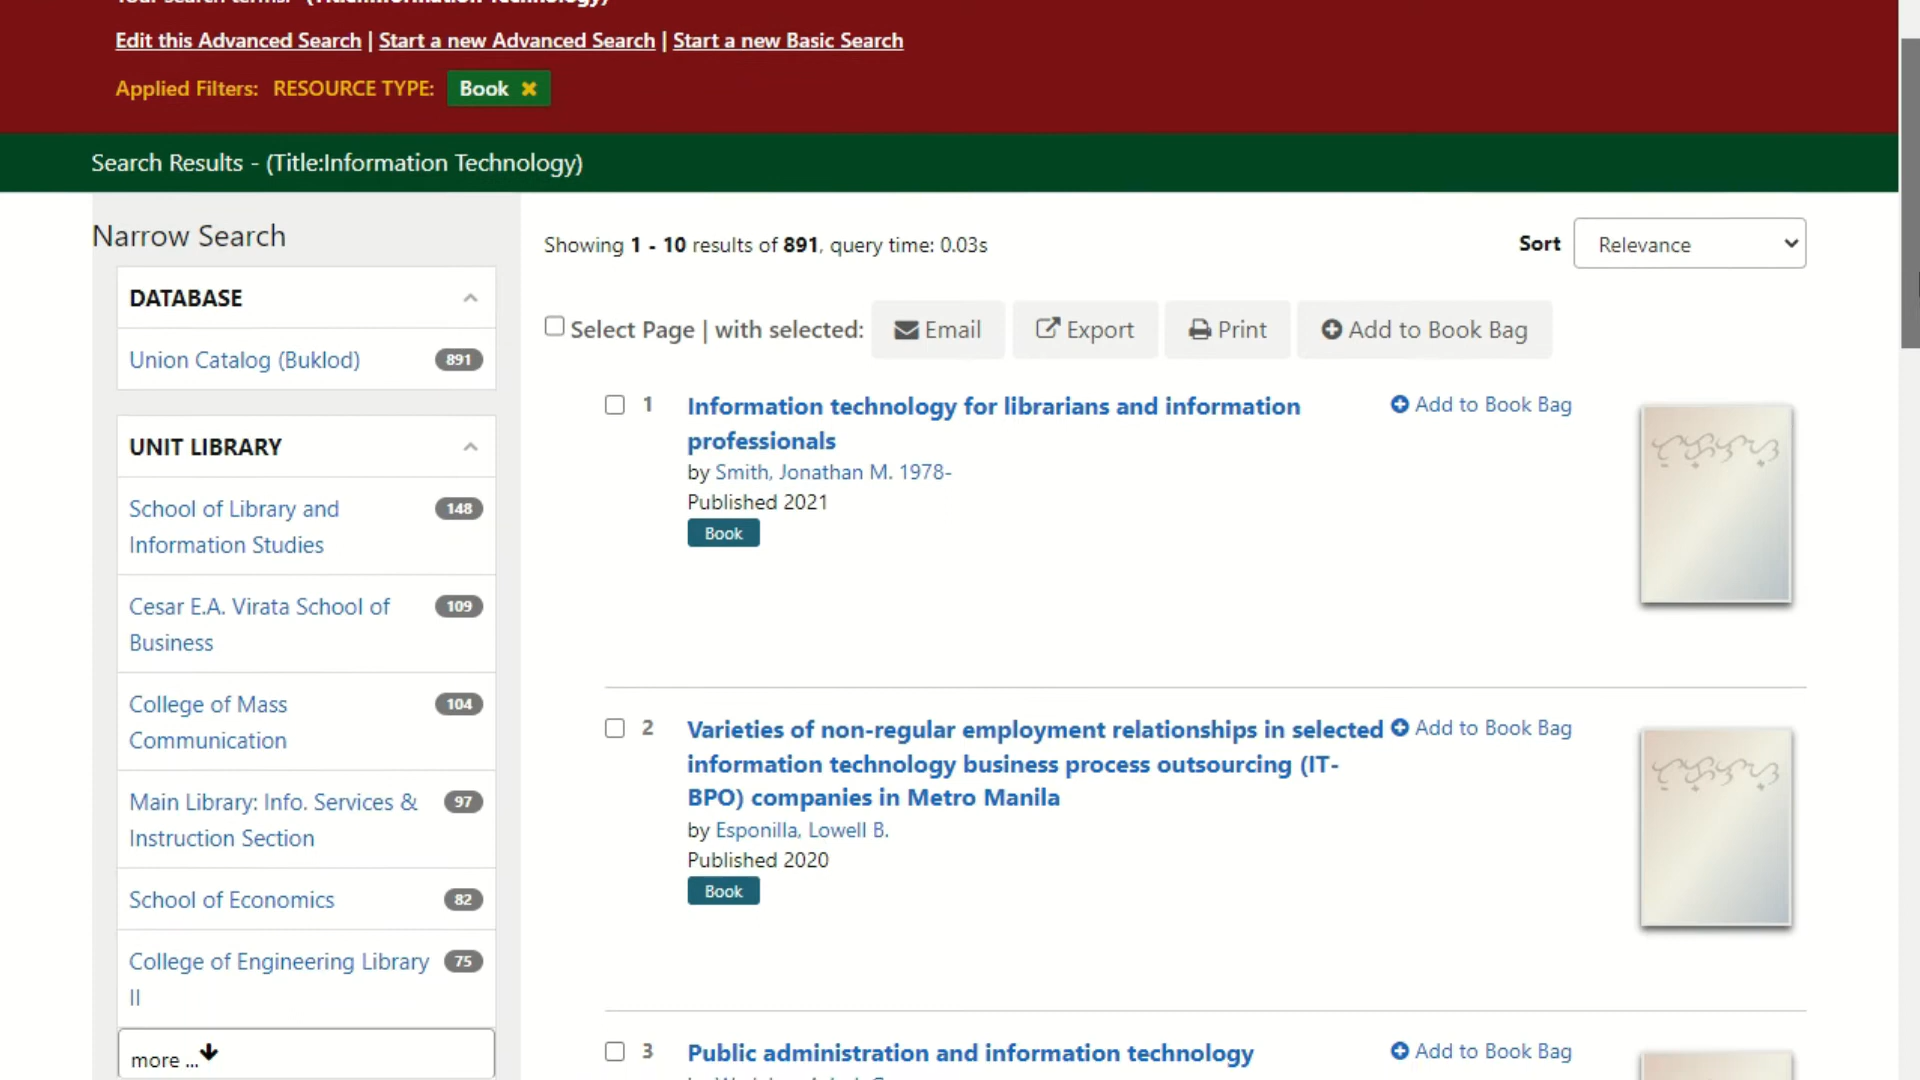 Edit this Advanced Search | Start a new Advanced Search | Start a new Basic Search
Applied Filters: RESOURCE TYPE: Book ✖
Search Results - (Title:Information Technology)
Narrow Search
DATABASE
Union Catalog (Buklod) 891
UNIT LIBRARY
School of Library and 148
Information Studies
Cesar E.A. Virata School of 109
Business
College of Mass 104
Communication
Main Library: Info. Services & 97
Instruction Section
School of Economics 82
College of Engineering Library 75
II
more ...
Showing 1 - 10 results of 891, query time: 0.03s
Sort Relevance
Select Page | with selected: Email Export Print Add to Book Bag
1 Information technology for librarians and information Add to Book Bag
professionals
by Smith, Jonathan M. 1978-
Published 2021
Book
2 Varieties of non-regular employment relationships in selected Add to Book Bag
information technology business process outsourcing (IT-
BPO) companies in Metro Manila
by Esponilla, Lowell B.
Published 2020
Book
3 Public administration and information technology Add to Book Bag